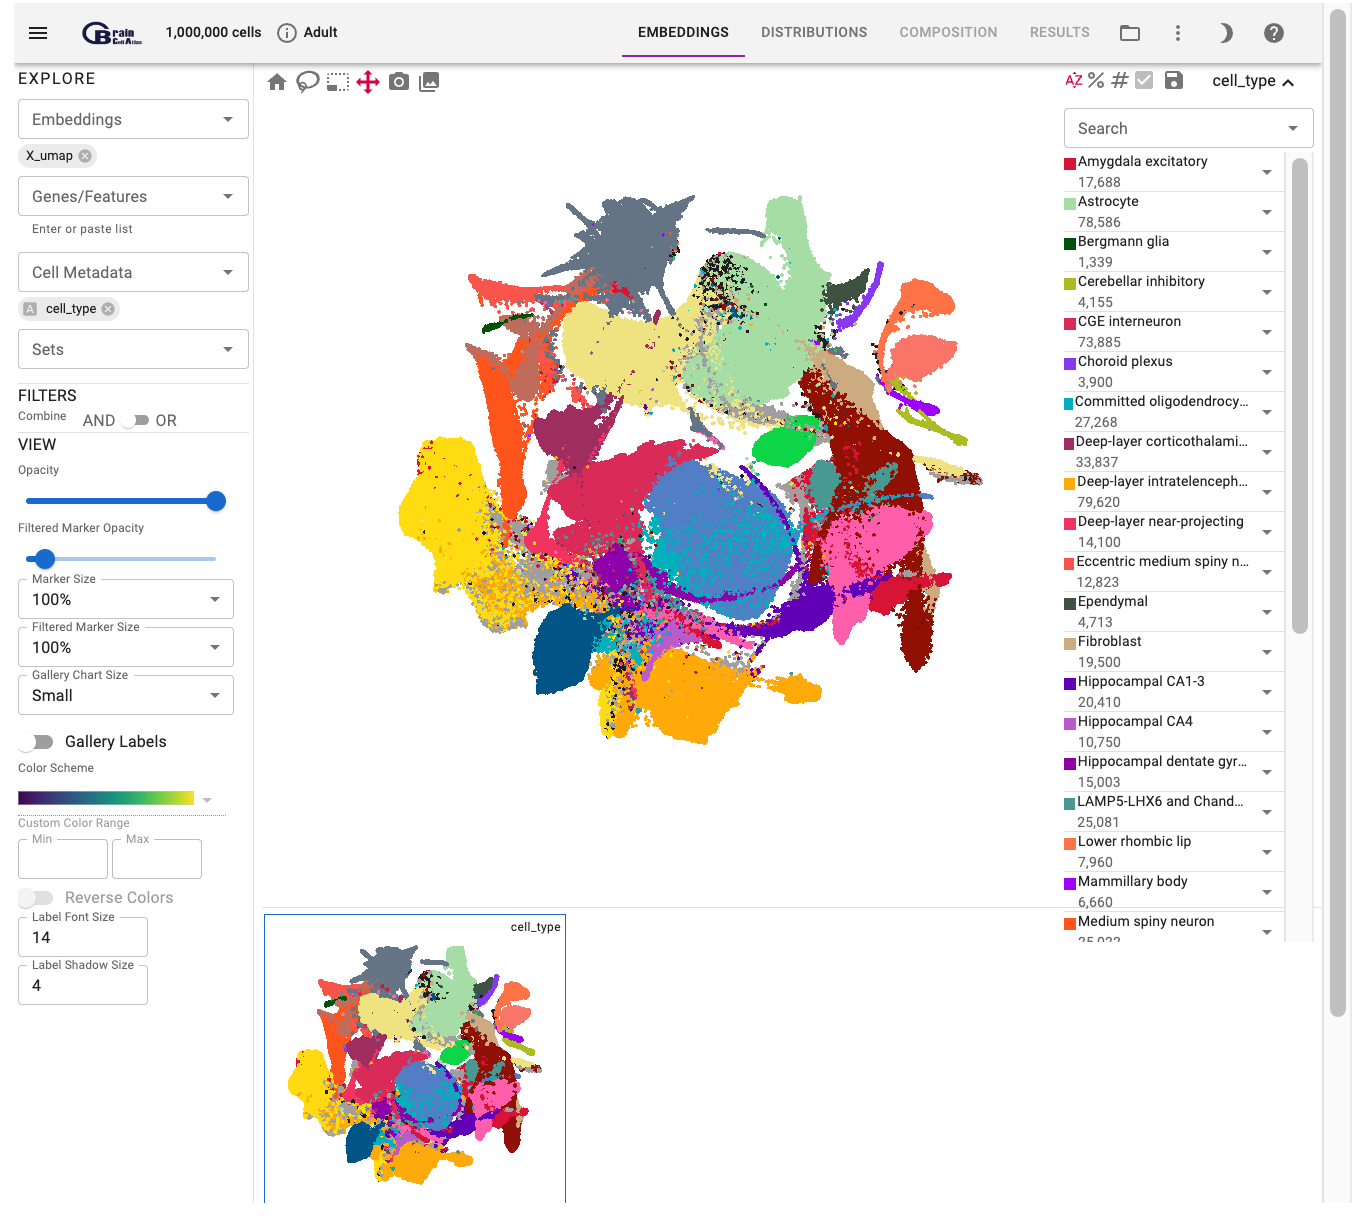 Brain Cell Atlas 1,000,000 cells Adult EMBEDDINGS DISTRIBUTIONS COMPOSITION RESULTS
EXPLORE
Embeddings
X_umap
Genes/Features
Enter or paste list
Cell Metadata
A cell_type
Sets
FILTERS
Combine AND OR
VIEW
Opacity
Filtered Marker Opacity
Marker Size
100%
Filtered Marker Size
100%
Gallery Chart Size
Small
Gallery Labels
Color Scheme
Custom Color Range
Min Max
Reverse Colors
Label Font Size
14
Label Shadow Size
4
AZ % # cell_type
Search
Amygdala excitatory
17,688
Astrocyte
78,586
Bergmann glia
1,339
Cerebellar inhibitory
4,155
CGE interneuron
73,885
Choroid plexus
3,900
Committed oligodendrocy...
27,268
Deep-layer corticothalami...
33,837
Deep-layer intratelenceph...
79,620
Deep-layer near-projecting
14,100
Eccentric medium spiny n...
12,823
Ependymal
4,713
Fibroblast
19,500
Hippocampal CA1-3
20,410
Hippocampal CA4
10,750
Hippocampal dentate gyr...
15,003
LAMP5-LHX6 and Chand...
25,081
Lower rhombic lip
7,960
Mammillary body
6,660
Medium spiny neuron
cell_type